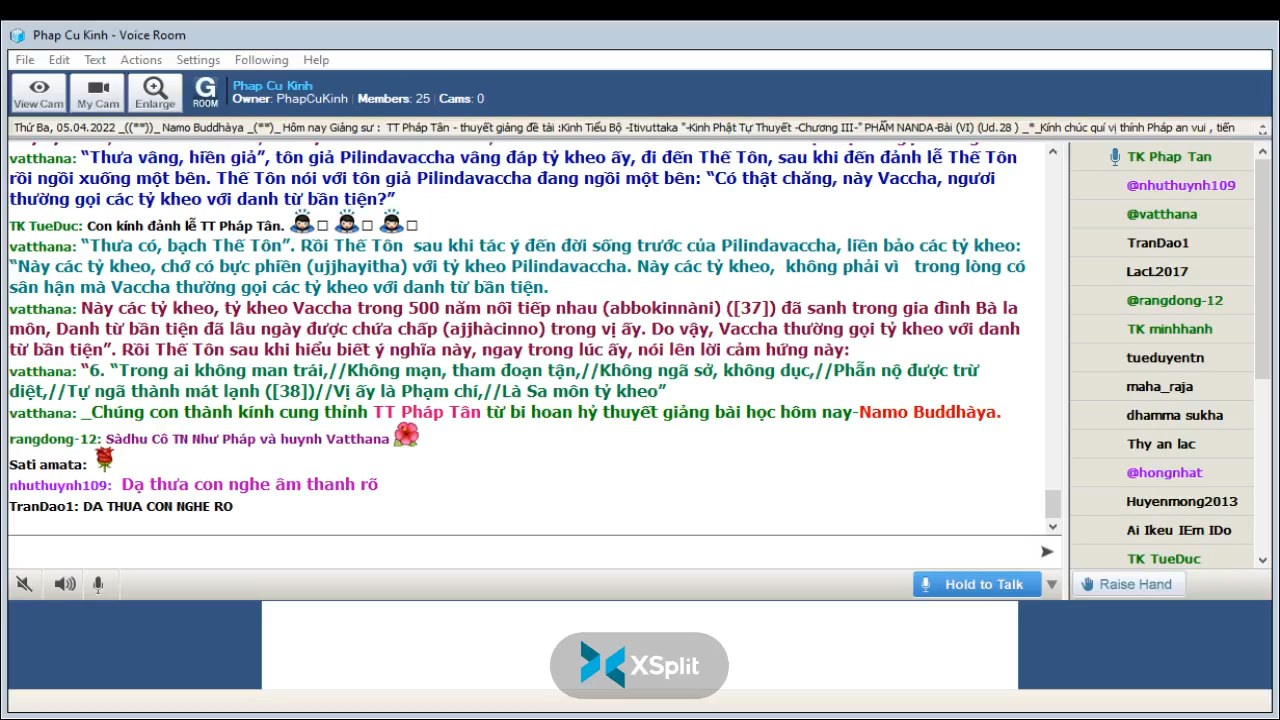 Phap Cu Kinh - Voice Room
File Edit Text Actions Settings Following Help
View Cam My Cam Enlarge G ROOM
Phap Cu Kinh
Owner: PhapCuKinh | Members: 25 | Cams: 0
Thứ Ba, 05.04.2022 _((**))_ Namo Buddhàya _(**)_ Hôm nay Giảng sư : TT Pháp Tân - thuyết giảng đề tài :Kinh Tiểu Bộ -Itivuttaka "-Kinh Phật Tự Thuyết -Chương III-" PHẨM NANDA-Bài (VI) (Ud.28 ) _*_Kính chúc quí vị thính Pháp an vui , tiến
vatthana: “Thưa vâng, hiền giả”, tôn giả Pilindavaccha vâng đáp tỷ kheo ấy, đi đến Thế Tôn, sau khi đến đảnh lễ Thế Tôn
rồi ngồi xuống một bên. Thế Tôn nói với tôn giả Pilindavaccha đang ngồi một bên: “Có thật chăng, này Vaccha, ngươi
thường gọi các tỷ kheo với danh từ bần tiện?”
TK TueDuc: Con kính đảnh lễ TT Pháp Tân.
vatthana: “Thưa có, bạch Thế Tôn”. Rồi Thế Tôn sau khi tác ý đến đời sống trước của Pilindavaccha, liền bảo các tỷ kheo:
“Này các tỷ kheo, chớ có bực phiền (ujjhayitha) với tỷ kheo Pilindavaccha. Này các tỷ kheo, không phải vì trong lòng có
sân hận mà Vaccha thường gọi các tỷ kheo với danh từ bần tiện.
vatthana: Này các tỷ kheo, tỷ kheo Vaccha trong 500 năm nối tiếp nhau (abbokinnàni) ([37]) đã sanh trong gia đình Bà la
môn, Danh từ bần tiện đã lâu ngày được chứa chấp (ajjhàcinno) trong vị ấy. Do vậy, Vaccha thường gọi tỷ kheo với danh
từ bần tiện”. Rồi Thế Tôn sau khi hiểu biết ý nghĩa này, ngay trong lúc ấy, nói lên lời cảm hứng này:
vatthana: “6. “Trong ai không man trái,//Không mạn, tham đoạn tận,//Không ngã sở, không dục,//Phẫn nộ được trừ
diệt,//Tự ngã thành mát lạnh ([38])//Vị ấy là Phạm chí,//Là Sa môn tỷ kheo”
vatthana: _Chúng con thành kính cung thỉnh TT Pháp Tân từ bi hoan hỷ thuyết giảng bài học hôm nay-Namo Buddhàya.
rangdong-12: Sàdhu Cô TN Như Pháp và huynh Vatthana
Sati amata:
nhuthuynh109: Dạ thưa con nghe âm thanh rõ
TranDao1: DA THUA CON NGHE RO
TK Phap Tan
@nhuthuynh109
@vatthana
TranDao1
LacL2017
@rangdong-12
TK minhhanh
tueduyentn
maha_raja
dhamma sukha
Thy an lac
@hongnhat
Huyenmong2013
Ai Ikeu IEm IDo
TK TueDuc
Hold to Talk
Raise Hand
XSplit